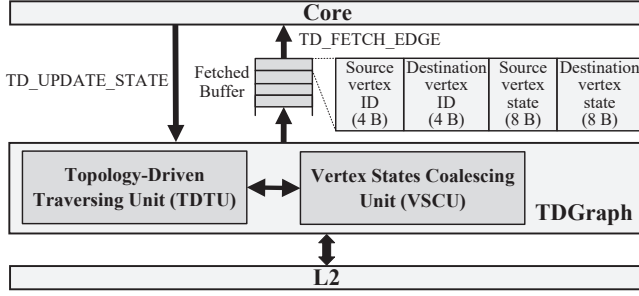 Core
TD_FETCH_EDGE
TD_UPDATE_STATE
Fetched
Buffer
Source
vertex
ID
(4 B)
Destination
vertex
ID
(4 B)
Source
vertex
state
(8 B)
Destination
vertex
state
(8 B)
Topology-Driven
Traversing Unit (TDTU)
Vertex States Coalescing
Unit (VSCU)
TDGraph
L2